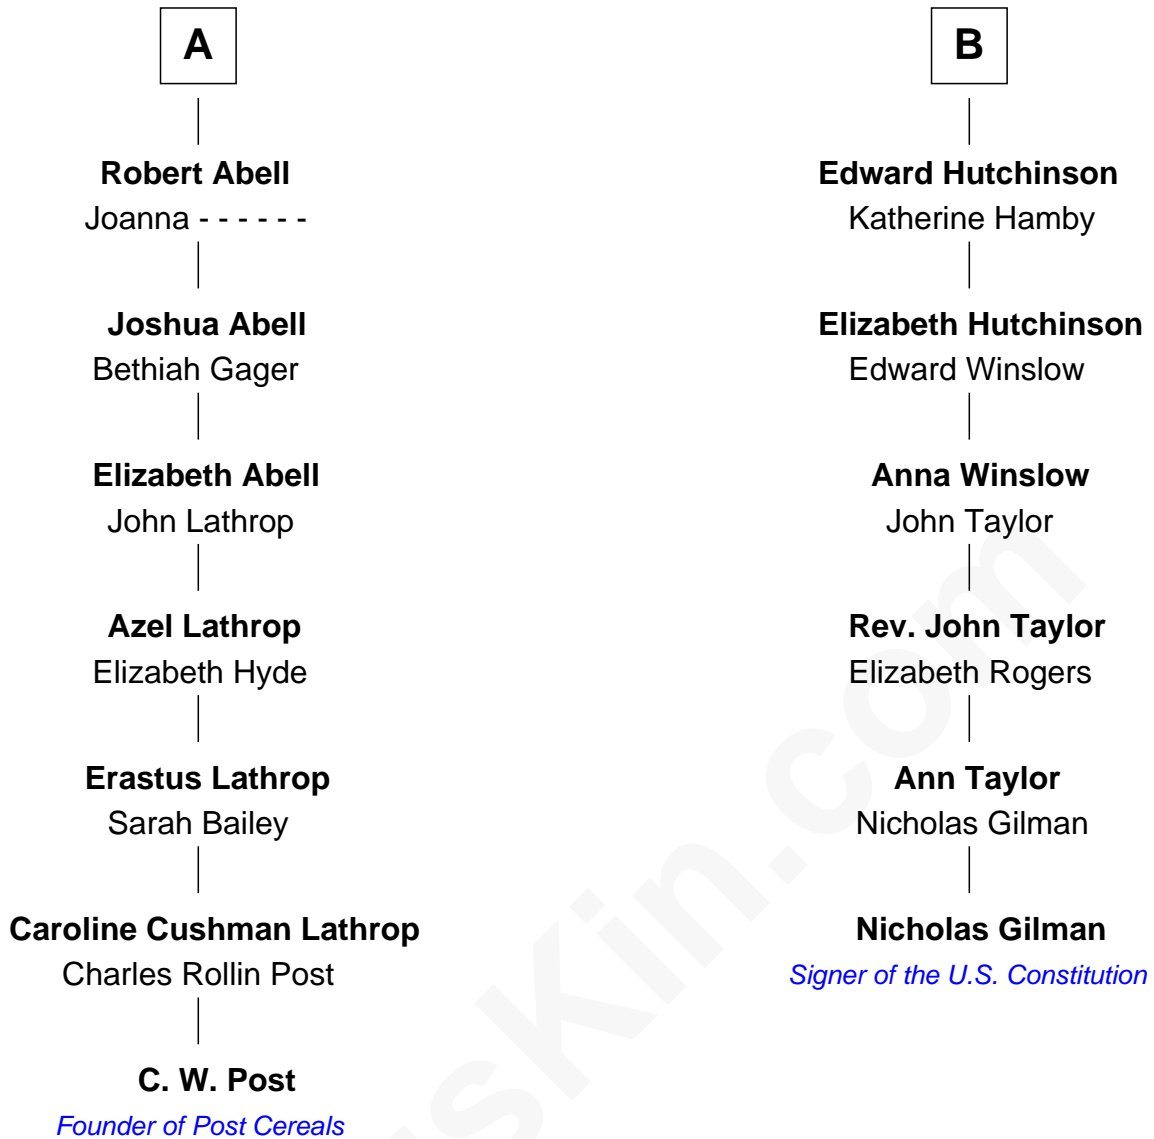 A
Robert Abell
Joanna - - - - - -
Joshua Abell
Bethiah Gager
Elizabeth Abell
John Lathrop
Azel Lathrop
Elizabeth Hyde
Erastus Lathrop
Sarah Bailey
Caroline Cushman Lathrop
Charles Rollin Post
C. W. Post
Founder of Post Cereals
B
Edward Hutchinson
Katherine Hamby
Elizabeth Hutchinson
Edward Winslow
Anna Winslow
John Taylor
Rev. John Taylor
Elizabeth Rogers
Ann Taylor
Nicholas Gilman
Nicholas Gilman
Signer of the U.S. Constitution
sKin.com